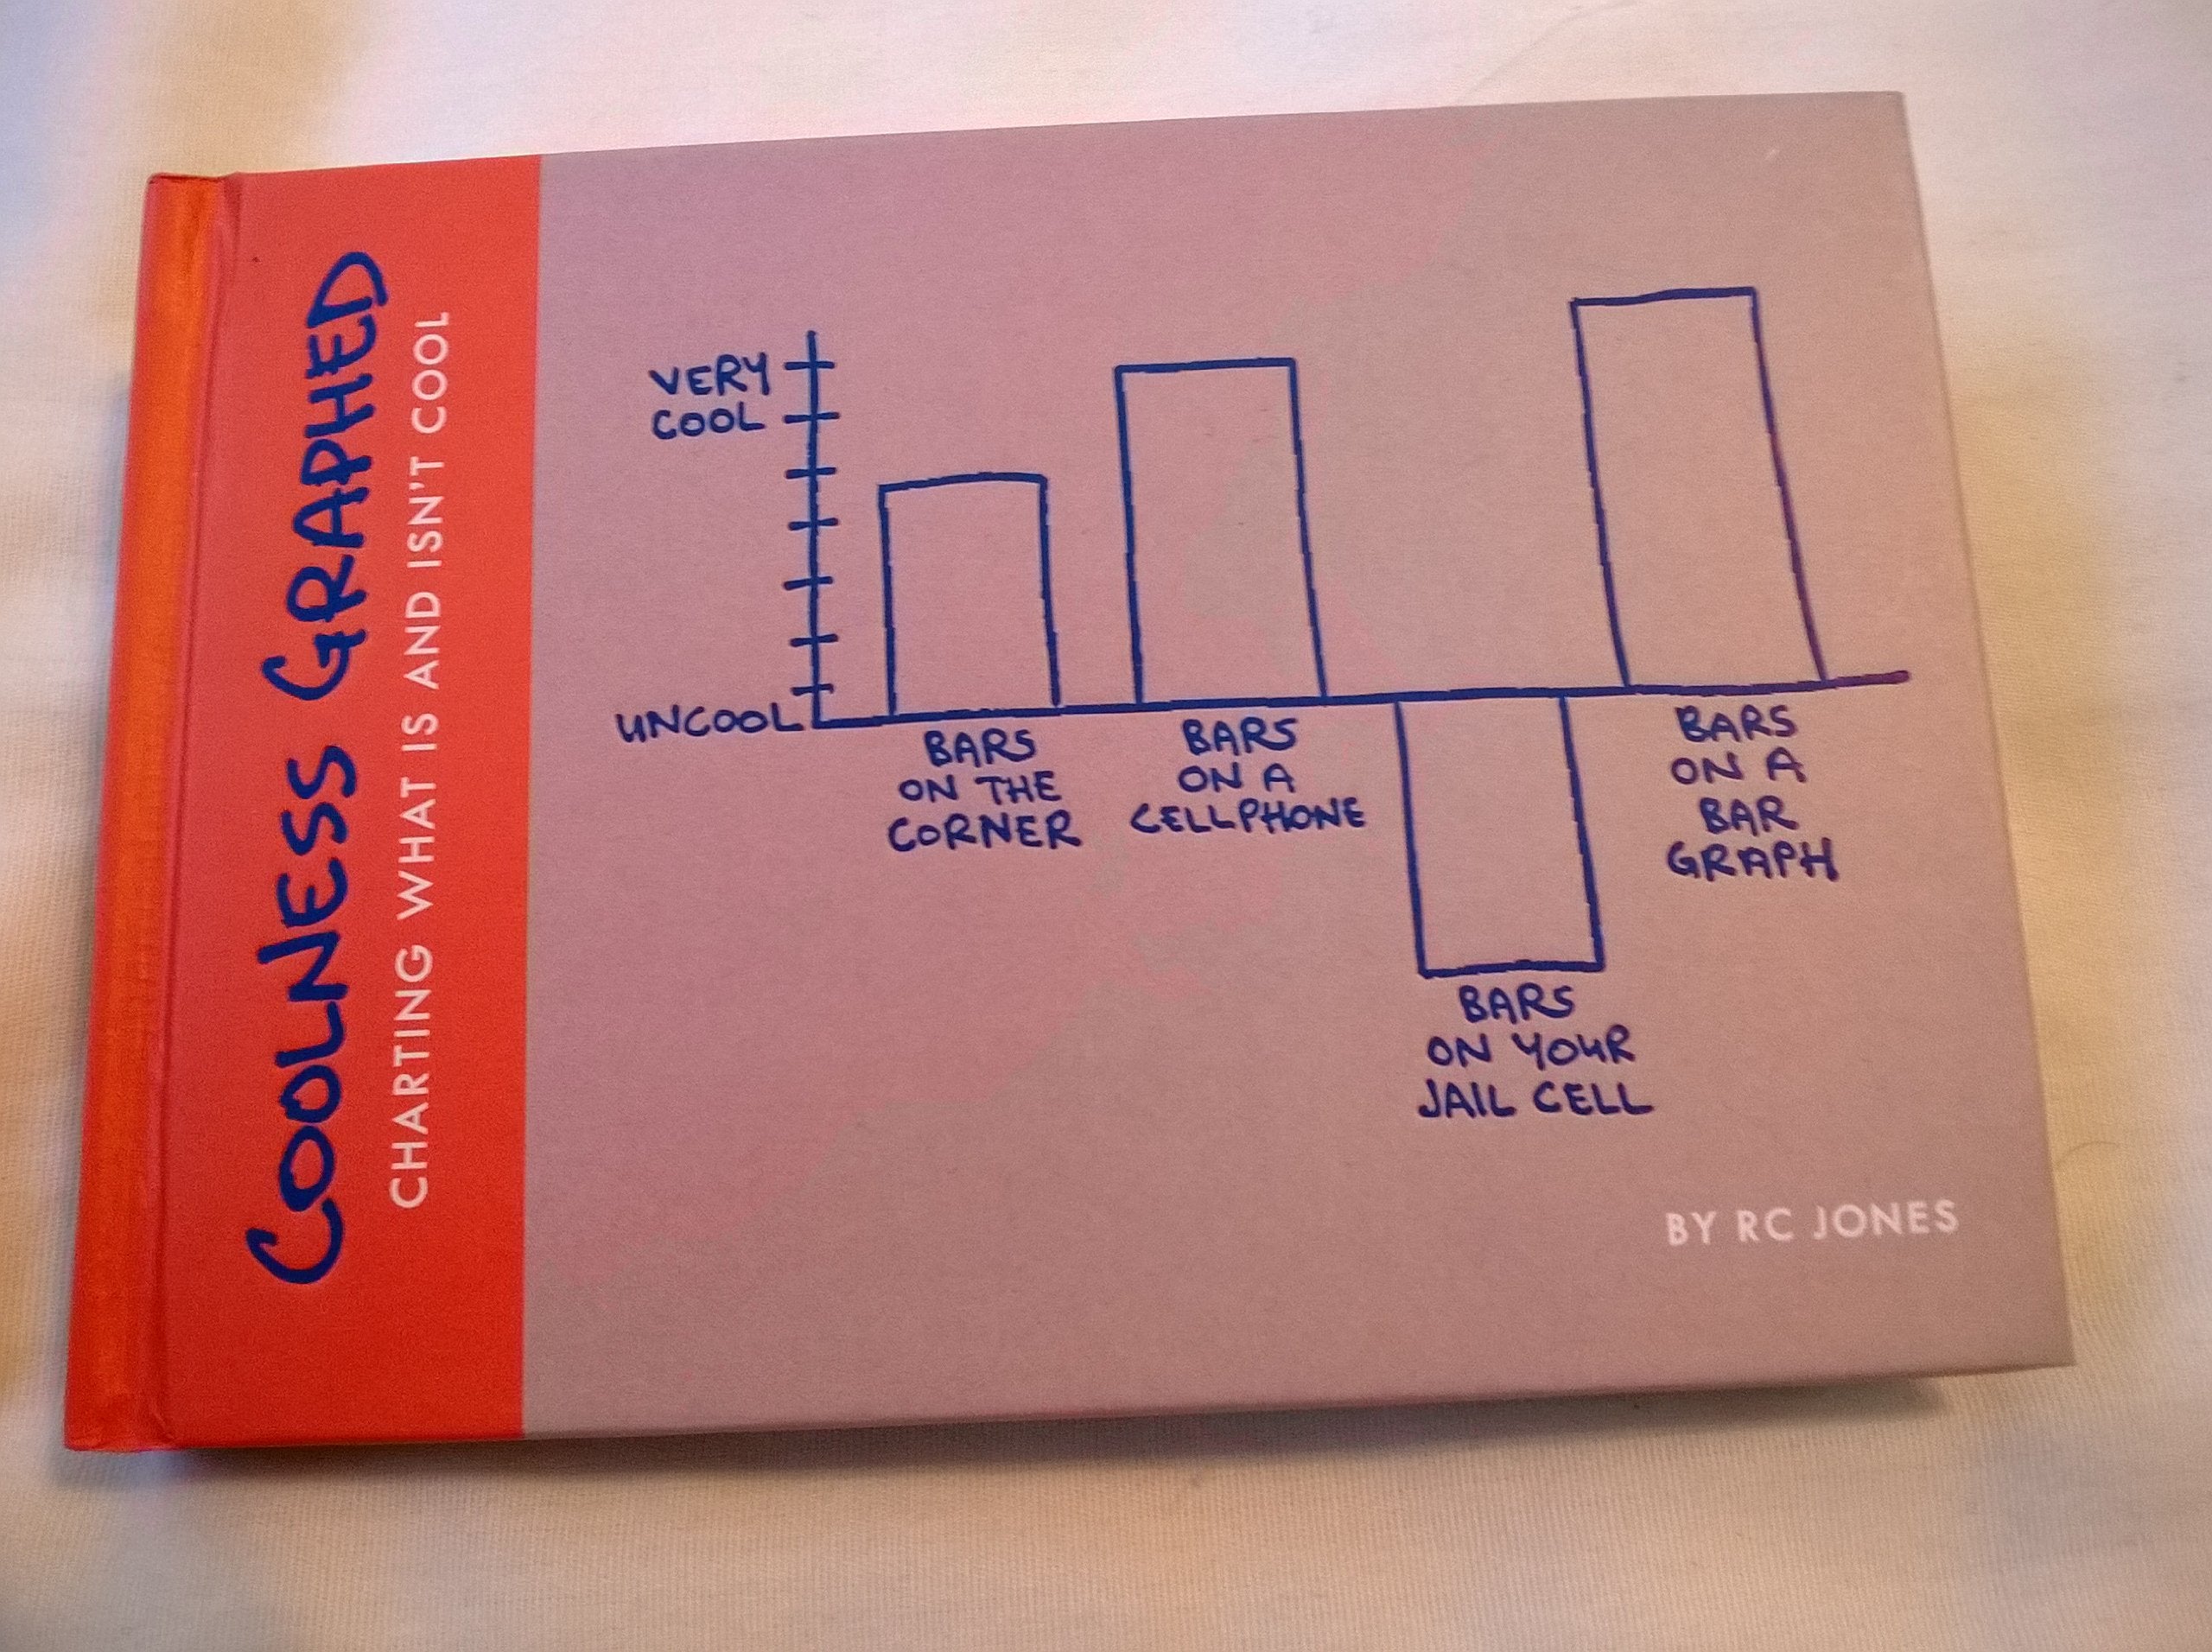 COOLNESS GRAPHED
CHARTING WHAT IS AND ISN'T COOL
VERY
COOL
UNCOOL
BARS
ON THE
CORNER
BARS
ON A
CELLPHONE
BARS
ON YOUR
JAIL CELL
BARS
ON A
BAR
GRAPH
BY RC JONES